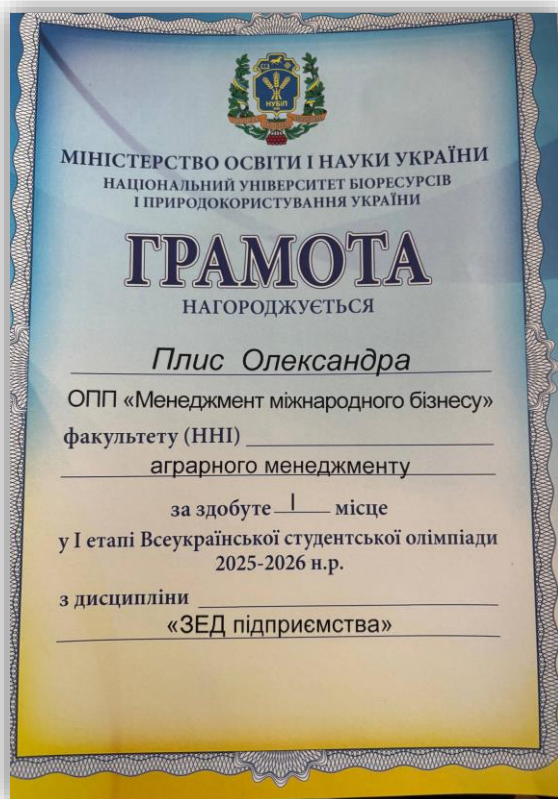 НУБІП
МІНІСТЕРСТВО ОСВІТИ І НАУКИ УКРАЇНИ
НАЦІОНАЛЬНИЙ УНІВЕРСИТЕТ БІОРЕСУРСІВ
І ПРИРОДОКОРИСТУВАННЯ УКРАЇНИ
ГРАМОТА
НАГОРОДЖУЄТЬСЯ
Плис Олександра
ОПП «Менеджмент міжнародного бізнесу»
факультету (ННІ)
аграрного менеджменту
за здобуте І місце
у І етапі Всеукраїнської студентської олімпіади
2025-2026 н.р.
з дисципліни
«ЗЕД підприємства»